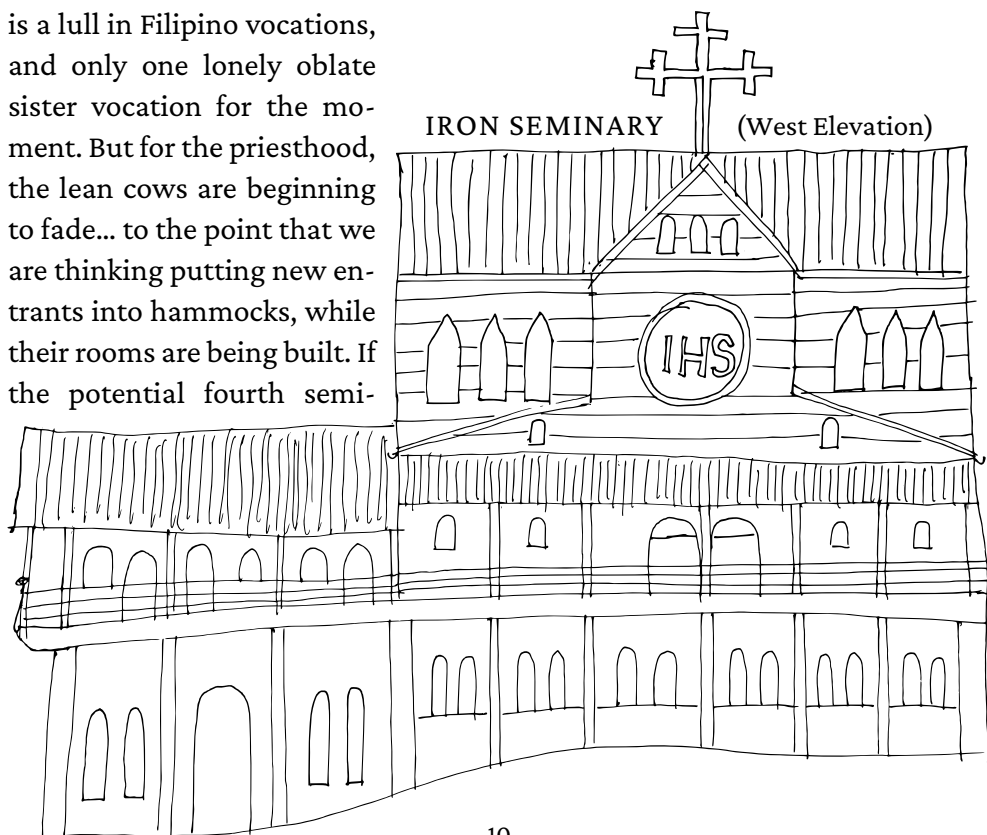 is a lull in Filipino vocations,
and only one lonely oblate
sister vocation for the mo-
ment. But for the priesthood,
the lean cows are beginning
to fade... to the point that we
are thinking putting new en-
trants into hammocks, while
their rooms are being built. If
the potential fourth semi-
IRON SEMINARY (West Elevation)
IHS
10